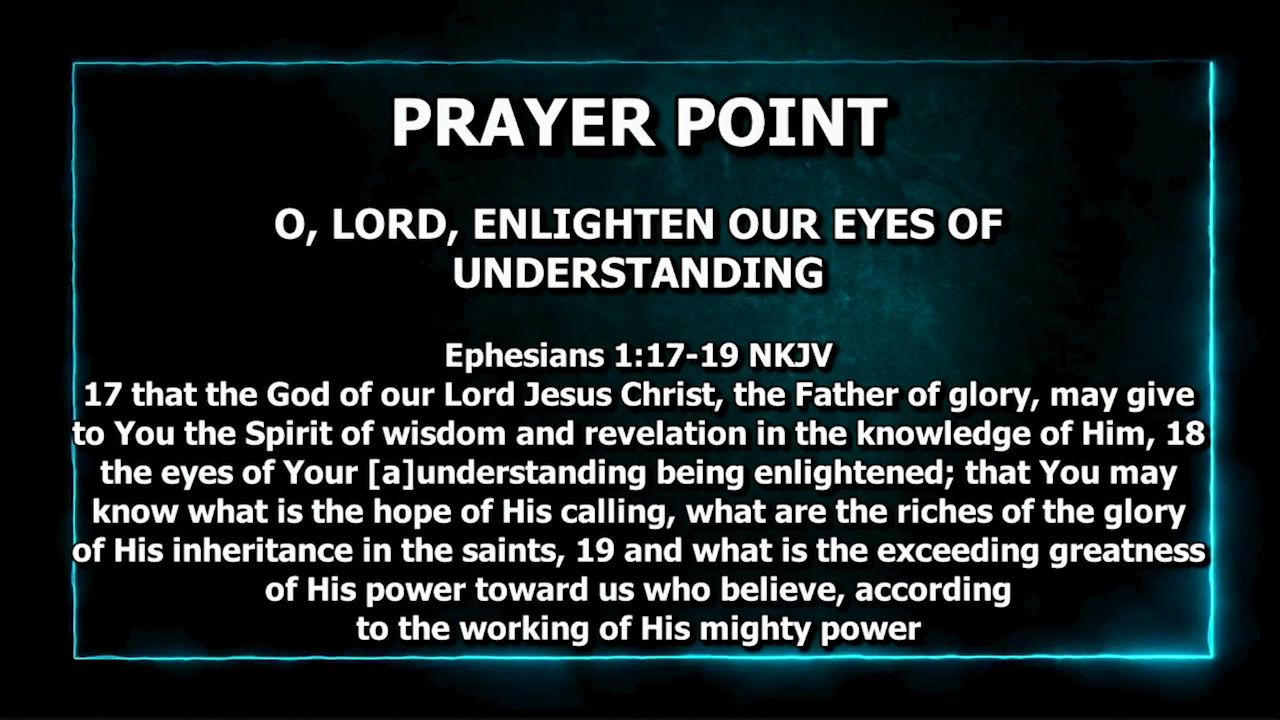 PRAYER POINT
O, LORD, ENLIGHTEN OUR EYES OF
UNDERSTANDING
Ephesians 1:17-19 NKJV
17 that the God of our Lord Jesus Christ, the Father of glory, may give
to You the Spirit of wisdom and revelation in the knowledge of Him, 18
the eyes of Your [a]understanding being enlightened; that You may
know what is the hope of His calling, what are the riches of the glory
of His inheritance in the saints, 19 and what is the exceeding greatness
of His power toward us who believe, according
to the working of His mighty power